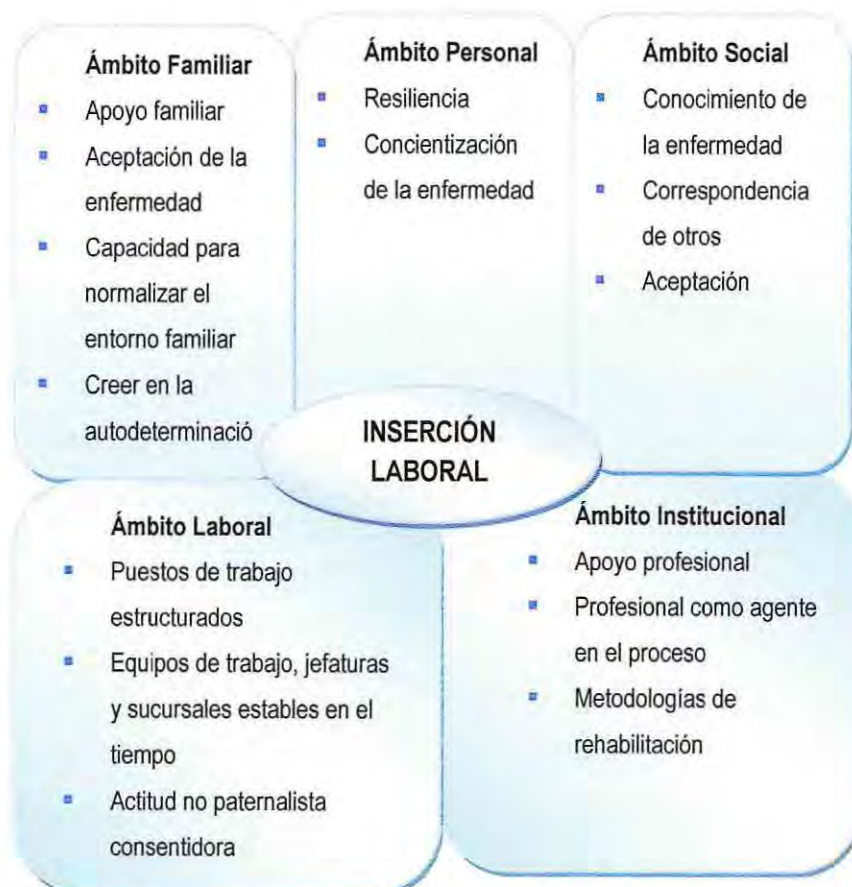 Ámbito Familiar
Apoyo familiar
Aceptación de la
enfermedad
Capacidad para
normalizar el
entorno familiar
Creer en la
autodeterminació
Ámbito Personal
Resiliencia
Concientización
de la enfermedad
Ámbito Social
Conocimiento de
la enfermedad
Correspondencia
de otros
Aceptación
INSERCIÓN
LABORAL
Ámbito Laboral
Puestos de trabajo
estructurados
Equipos de trabajo, jefaturas
y sucursales estables en el
tiempo
Actitud no paternalista
consentidora
Ámbito Institucional
Apoyo profesional
Profesional como agente
en el proceso
Metodologías de
rehabilitación